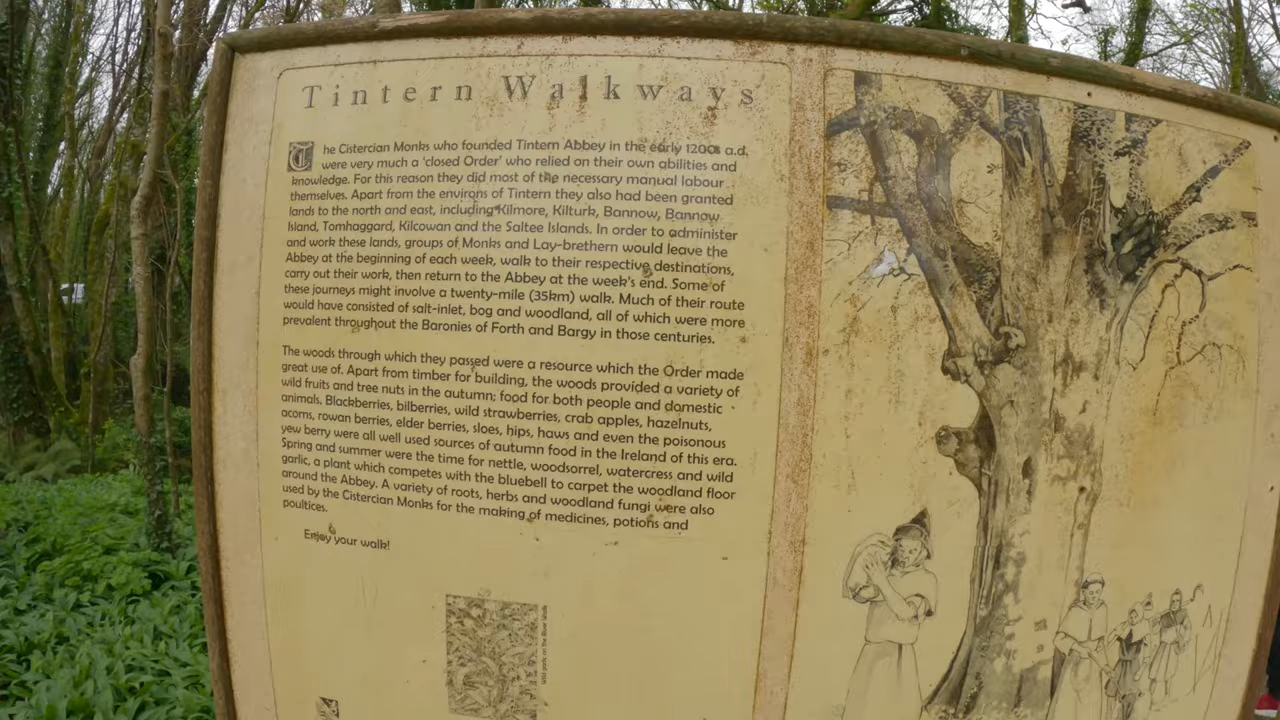 Tintern Walkways
The Cistercian Monks who founded Tintern Abbey in the early 1200s a.d.
were very much a 'closed Order' who relied on their own abilities and
knowledge. For this reason they did most of the necessary manual labour
themselves. Apart from the environs of Tintern they also had been granted
lands to the north and east, including Kilmore, Kilturk, Bannow, Bannow
Island, Tomhaggard, Kilcowan and the Saltee Islands. In order to administer
and work these lands, groups of Monks and Lay-brethern would leave the
Abbey at the beginning of each week, walk to their respective destinations,
carry out their work, then return to the Abbey at the week's end. Some of
these journeys might involve a twenty-mile (35km) walk. Much of their route
would have consisted of salt-inlet, bog and woodland, all of which were more
prevalent throughout the Baronies of Forth and Bargy in those centuries.
The woods through which they passed were a resource which the Order made
great use of. Apart from timber for building, the woods provided a variety of
wild fruits and tree nuts in the autumn; food for both people and domestic
animals. Blackberries, bilberries, wild strawberries, crab apples, hazelnuts,
acorns, rowan berries, elder berries, sloes, hips, haws and even the poisonous
yew berry were all well used sources of autumn food in the Ireland of this era.
Spring and summer were the time for nettle, woodsorrel, watercress and wild
garlic, a plant which competes with the bluebell to carpet the woodland floor
around the Abbey. A variety of roots, herbs and woodland fungi were also
used by the Cistercian Monks for the making of medicines, potions and
poultices.
Enjoy your walk!